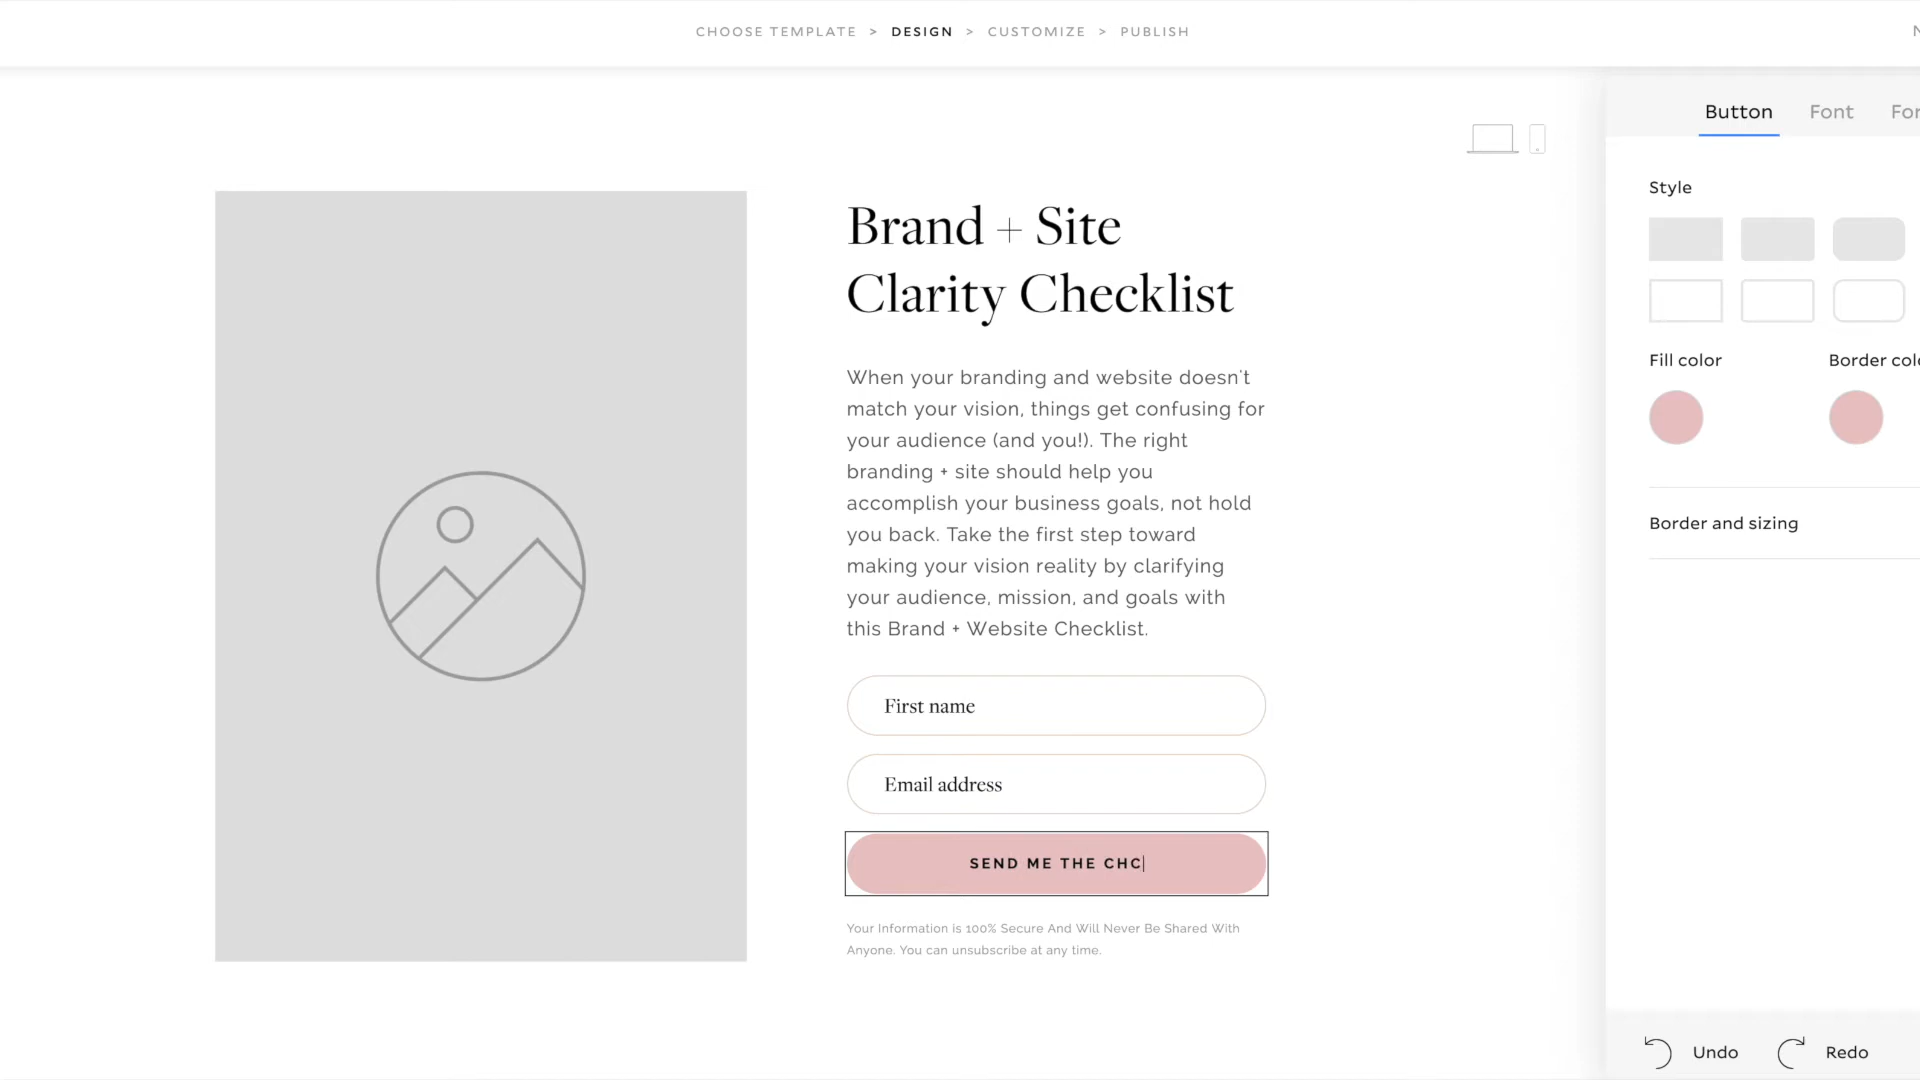 CHOOSE TEMPLATE > DESIGN > CUSTOMIZE > PUBLISH
Button Font
Style
Fill color Border
Border and sizing
Brand + Site
Clarity Checklist
When your branding and website doesn't
match your vision, things get confusing for
your audience (and you!). The right
branding + site should help you
accomplish your business goals, not hold
you back. Take the first step toward
making your vision reality by clarifying
your audience, mission, and goals with
this Brand + Website Checklist.
First name
Email address
SEND ME THE CHC
Your Information is 100% Secure And Will Never Be Shared With
Anyone. You can unsubscribe at any time.
Undo Redo